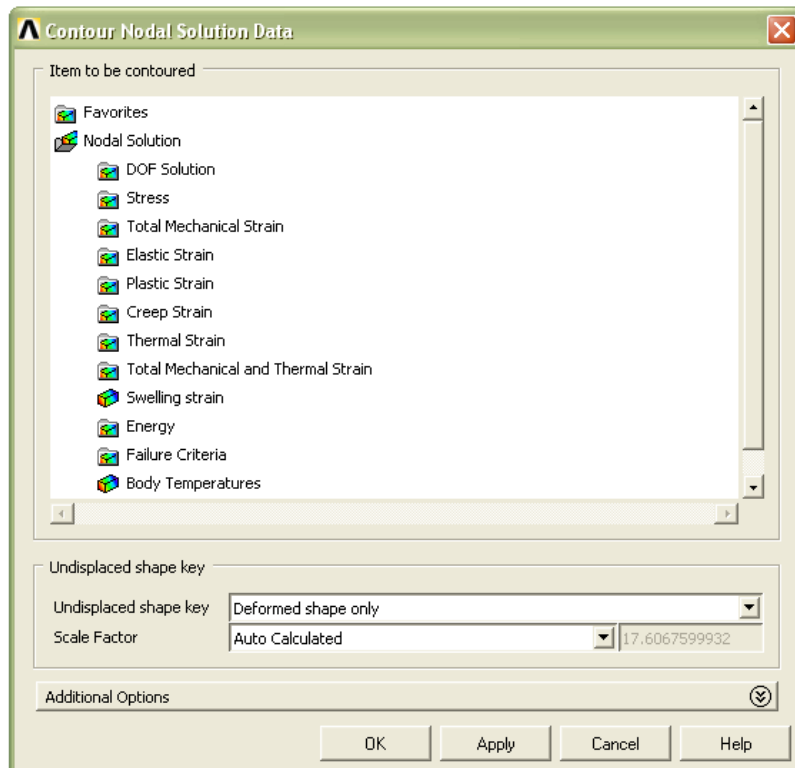 Contour Nodal Solution Data
Item to be contoured
Favorites
Nodal Solution
DOF Solution
Stress
Total Mechanical Strain
Elastic Strain
Plastic Strain
Creep Strain
Thermal Strain
Total Mechanical and Thermal Strain
Swelling strain
Energy
Failure Criteria
Body Temperatures
Undisplaced shape key
Undisplaced shape key Deformed shape only
Scale Factor Auto Calculated 17.6067599932
Additional Options
OK Apply Cancel Help